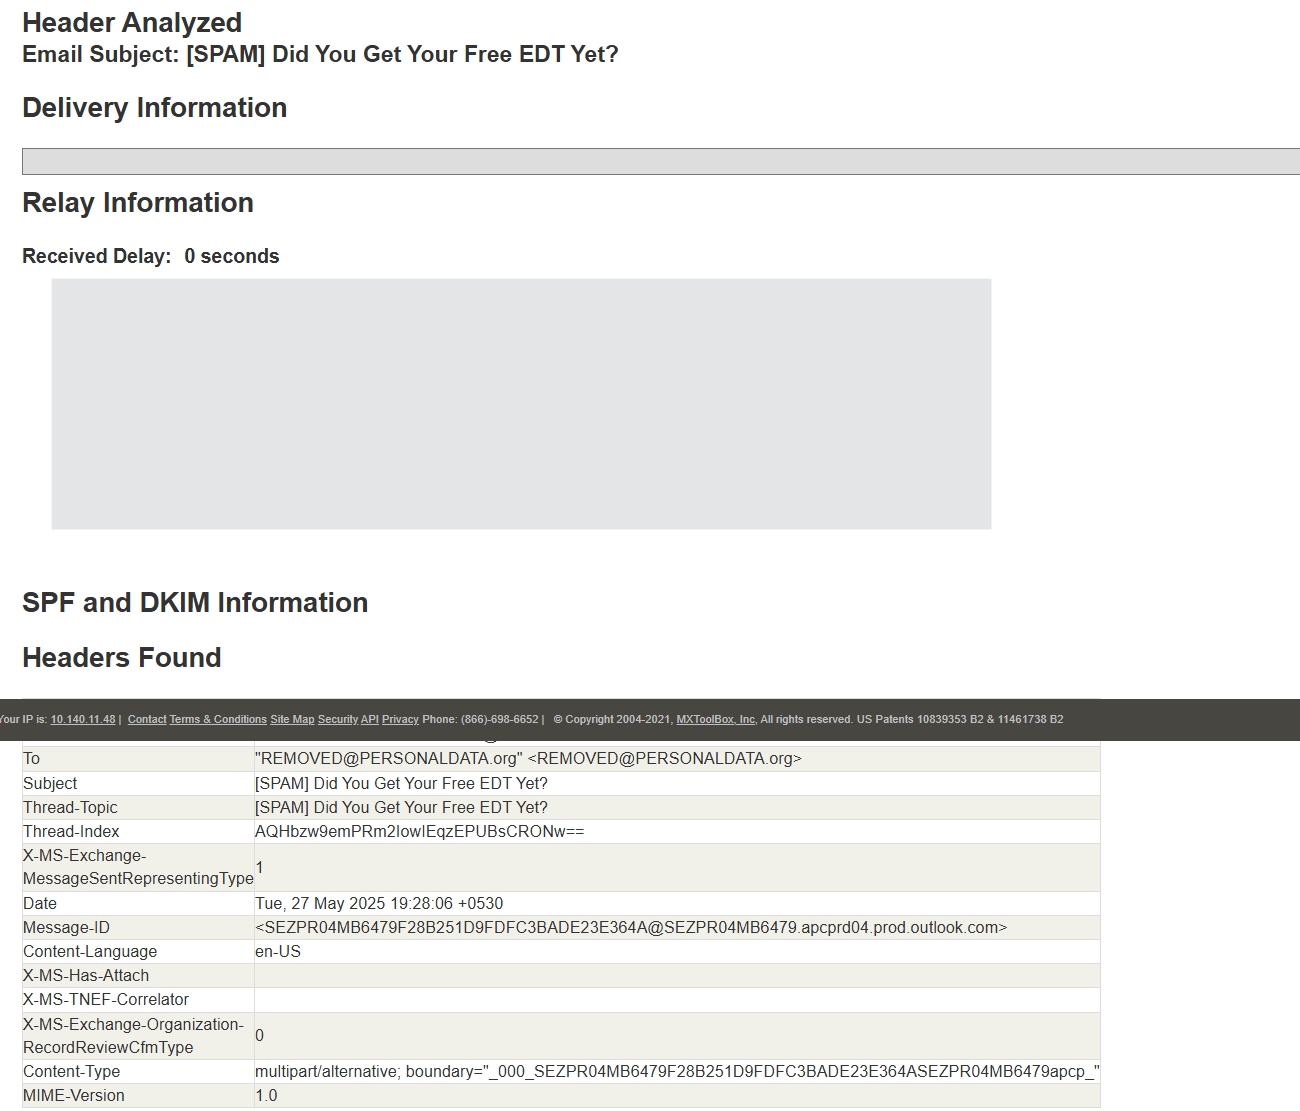 Header Analyzed
Email Subject: [SPAM] Did You Get Your Free EDT Yet?
Delivery Information
Relay Information
Received Delay: 0 seconds
SPF and DKIM Information
Headers Found
Your IP is: 10.140.11.48 | Contact Terms & Conditions Site Map Security API Privacy Phone: (866)-698-6652 | © Copyright 2004-2021, MXToolBox, Inc, All rights reserved. US Patents 10839353 B2 & 11461738 B2
To "REMOVED@PERSONALDATA.org" <REMOVED@PERSONALDATA.org>
Subject [SPAM] Did You Get Your Free EDT Yet?
Thread-Topic [SPAM] Did You Get Your Free EDT Yet?
Thread-Index AQHbzw9emPRm2IowIEqzEPUBsCRONw==
X-MS-Exchange-
MessageSentRepresentingType 1
Date Tue, 27 May 2025 19:28:06 +0530
Message-ID <SEZPR04MB6479F28B251D9FDFC3BADE23E364A@SEZPR04MB6479.apcprd04.prod.outlook.com>
Content-Language en-US
X-MS-Has-Attach
X-MS-TNEF-Correlator
X-MS-Exchange-Organization-
RecordReviewCfmType 0
Content-Type multipart/alternative; boundary="_000_SEZPR04MB6479F28B251D9FDFC3BADE23E364ASEZPR04MB6479apcp_"
MIME-Version 1.0